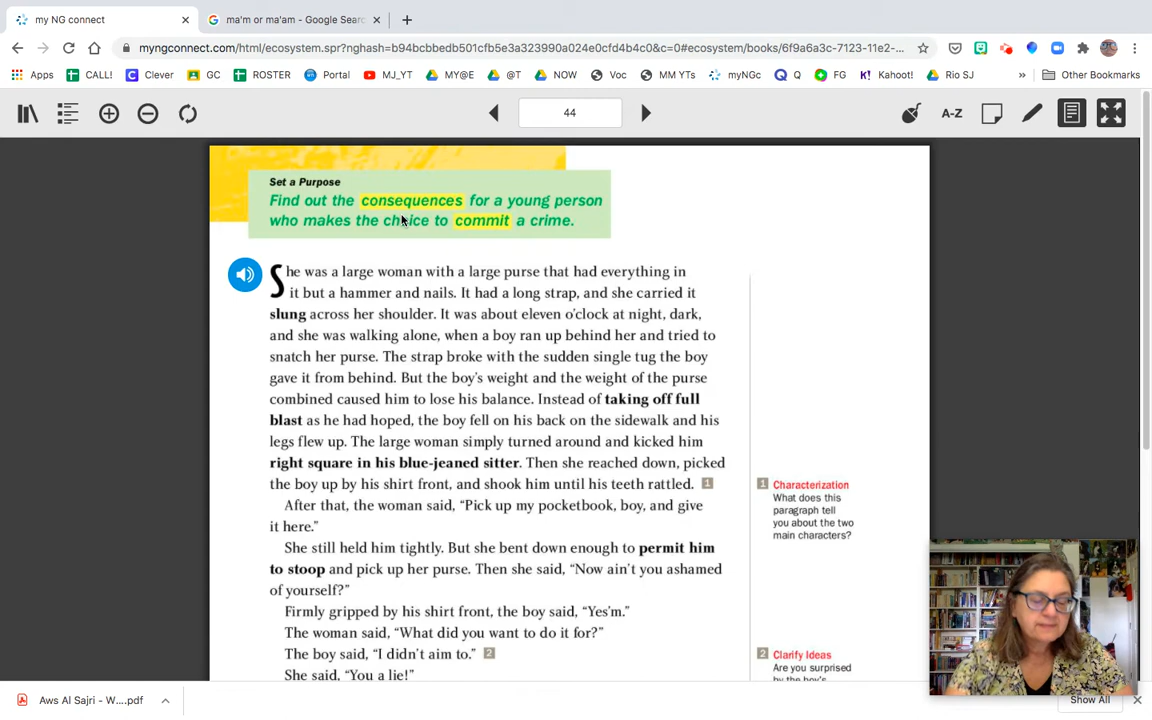 my NG connect
ma'm or ma'am - Google Searc
myngconnect.com/html/ecosystem.spr?nghash=b94bcbbedb501cfb5e3a323990a024e0cfd4b4c0&c=0#ecosystem/books/6f9a6a3c-7123-11e2-...
Apps CALL! Clever GC ROSTER Portal MJ_YT MY@E @T NOW Voc MM YTs myNGc Q FG Kahoot! Rio SJ » Other Bookmarks
44
A-Z
Set a Purpose
Find out the consequences for a young person
who makes the choice to commit a crime.
She was a large woman with a large purse that had everything in
it but a hammer and nails. It had a long strap, and she carried it
slung across her shoulder. It was about eleven o'clock at night, dark,
and she was walking alone, when a boy ran up behind her and tried to
snatch her purse. The strap broke with the sudden single tug the boy
gave it from behind. But the boy's weight and the weight of the purse
combined caused him to lose his balance. Instead of taking off full
blast as he had hoped, the boy fell on his back on the sidewalk and his
legs flew up. The large woman simply turned around and kicked him
right square in his blue-jeaned sitter. Then she reached down, picked
the boy up by his shirt front, and shook him until his teeth rattled. 1
After that, the woman said, "Pick up my pocketbook, boy, and give
it here."
She still held him tightly. But she bent down enough to permit him
to stoop and pick up her purse. Then she said, "Now ain't you ashamed
of yourself?"
Firmly gripped by his shirt front, the boy said, "Yes'm."
The woman said, "What did you want to do it for?"
The boy said, "I didn't aim to." 2
She said, "You a lie!"
1 Characterization
What does this
paragraph tell
you about the two
main characters?
2 Clarify Ideas
Are you surprised
by the boy's
Aws Al Sajri - W....pdf
Show All